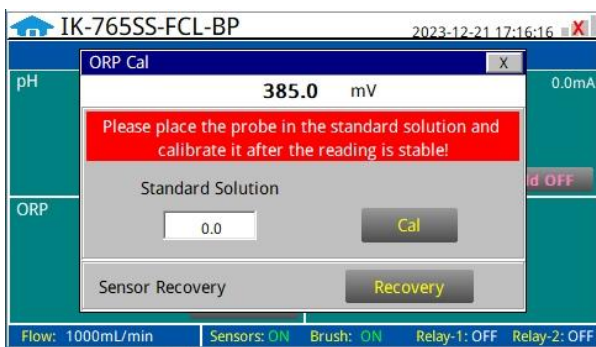 IK-765SS-FCL-BP
2023-12-21 17:16:16
ORP Cal X
pH
385.0 mV
0.0mA
Please place the probe in the standard solution and
calibrate it after the reading is stable!
Standard Solution
ld OFF
ORP
0.0
Cal
Sensor Recovery
Recovery
Flow: 1000mL/min Sensors: ON Brush: ON Relay-1: OFF Relay-2: OFF